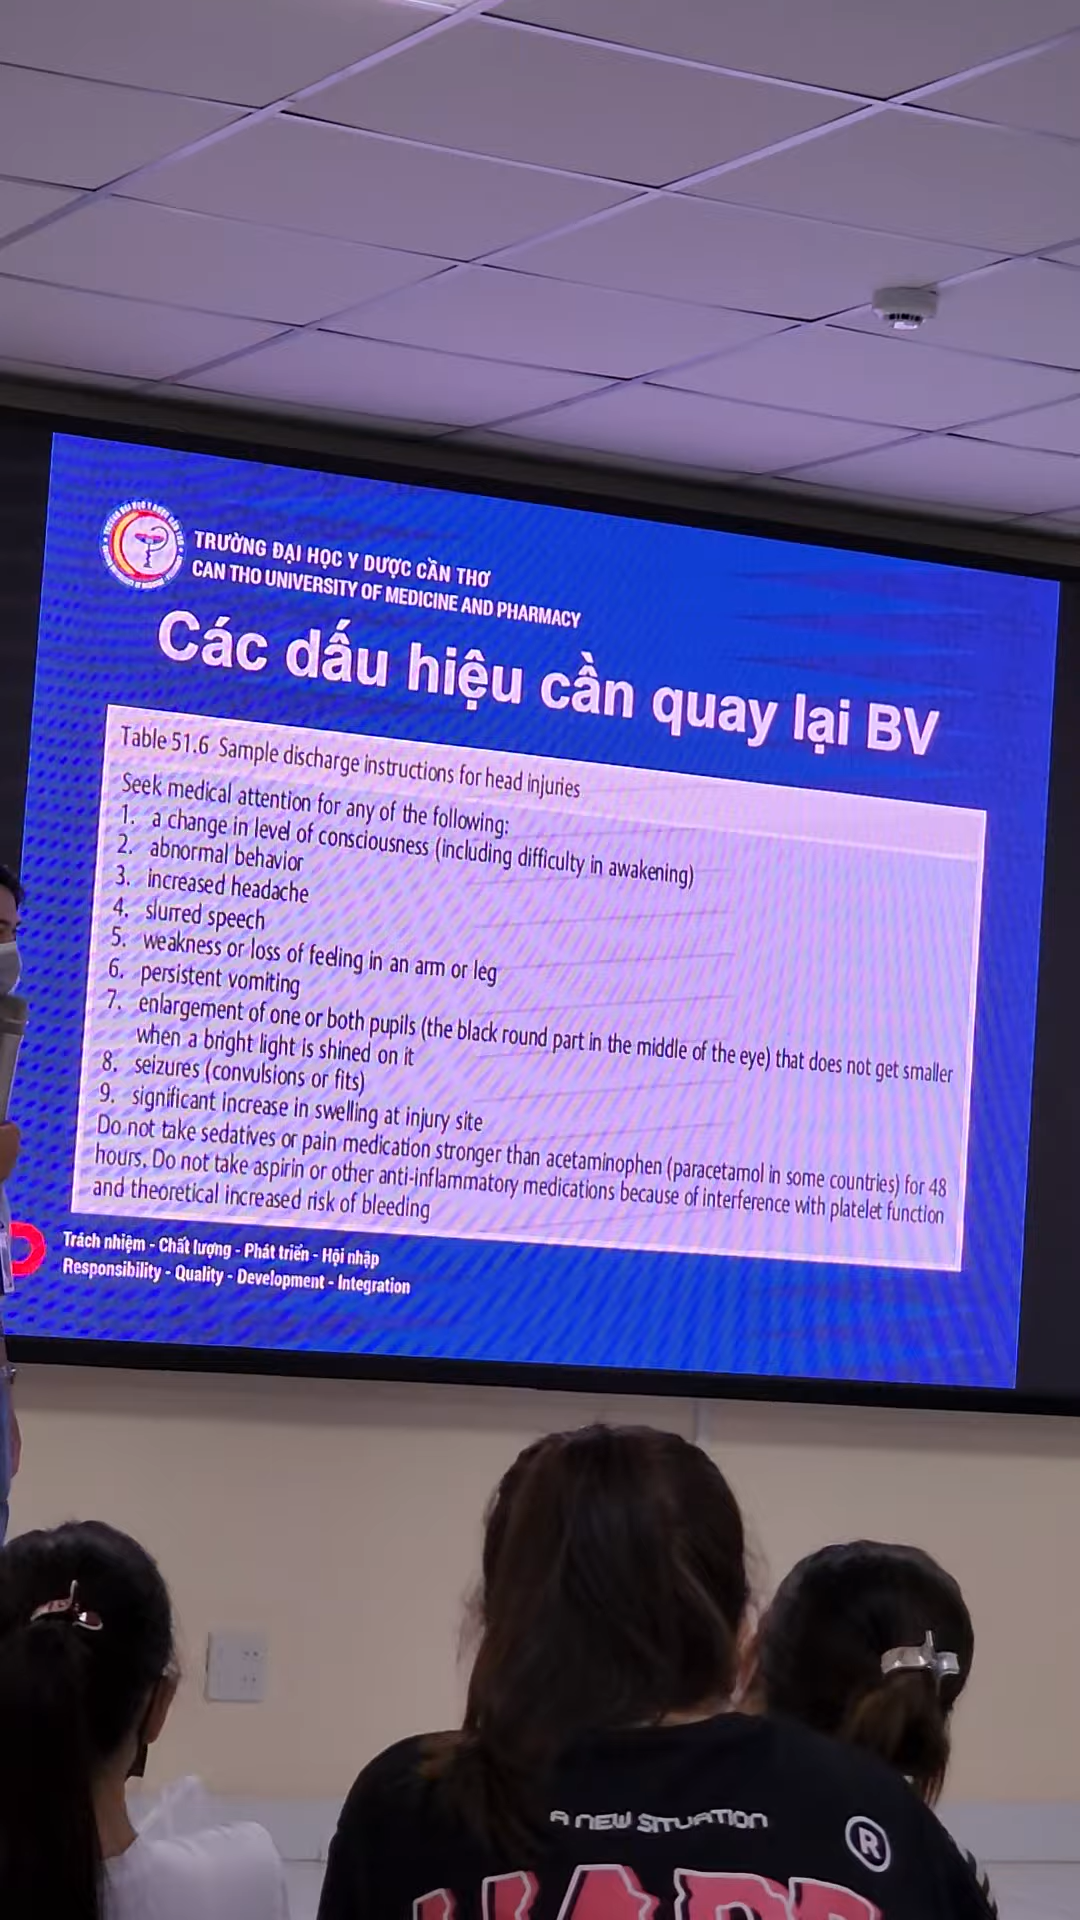 TRƯỜNG ĐẠI HỌC Y DƯỢC CẦN THƠ
CAN THO UNIVERSITY OF MEDICINE AND PHARMACY
Các dấu hiệu cần quay lại BV
Table 51.6 Sample discharge instructions for head injuries
Seek medical attention for any of the following:
1. a change in level of consciousness (including difficulty in awakening)
2. abnormal behavior
3. increased headache
4. slurred speech
5. weakness or loss of feeling in an arm or leg
6. persistent vomiting
7. enlargement of one or both pupils (the black round part in the middle of the eye) that does not get smaller
when a bright light is shined on it
8. seizures (convulsions or fits)
9. significant increase in swelling at injury site
Do not take sedatives or pain medication stronger than acetaminophen (paracetamol in some countries) for 48
hours. Do not take aspirin or other anti-inflammatory medications because of interference with platelet function
and theoretical increased risk of bleeding
Trách nhiệm - Chất lượng - Phát triển - Hội nhập
Responsibility - Quality - Development - Integration
A NEW SITUATION
®